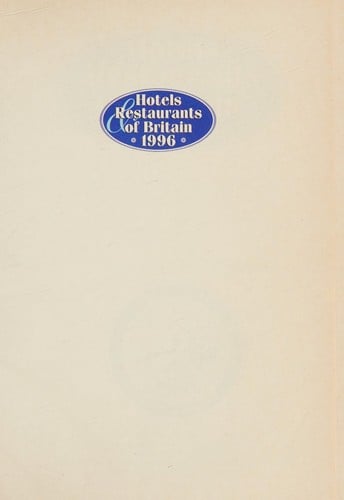 Hotels
& Restaurants
of Britain
1996